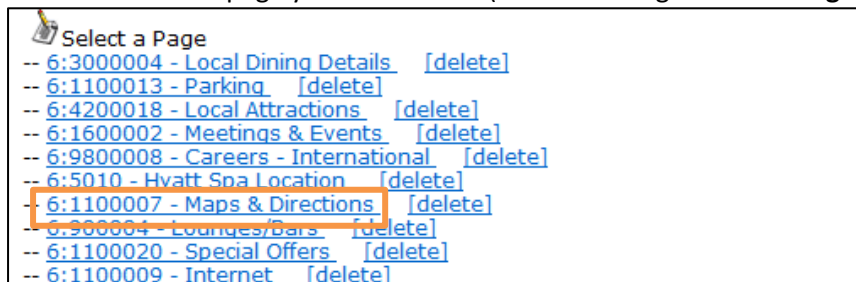 Select a Page
-- 6:3000004 - Local Dining Details [delete]
-- 6:1100013 - Parking [delete]
-- 6:4200018 - Local Attractions [delete]
-- 6:1600002 - Meetings & Events [delete]
-- 6:9800008 - Careers - International [delete]
-- 6:5010 - Hyatt Spa Location [delete]
-- 6:1100007 - Maps & Directions [delete]
-- 6:900004 - Lounges/Bars [delete]
-- 6:1100020 - Special Offers [delete]
-- 6:1100009 - Internet [delete]